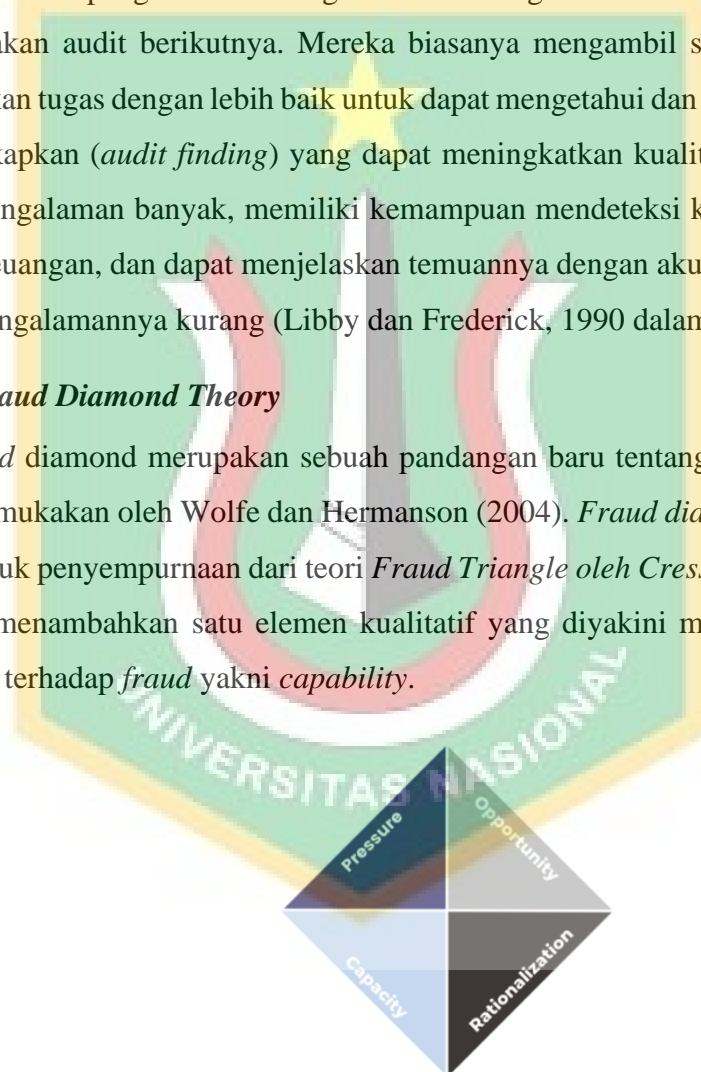 akan audit berikutnya. Mereka biasanya mengambil s
kan tugas dengan lebih baik untuk dapat mengetahui dan
kapkan (audit finding) yang dapat meningkatkan kualit
ngalaman banyak, memiliki kemampuan mendeteksi k
euangan, dan dapat menjelaskan temuannya dengan aku
ngalamannya kurang (Libby dan Frederick, 1990 dalam
aud Diamond Theory
d diamond merupakan sebuah pandangan baru tentang
mukakan oleh Wolfe dan Hermanson (2004). Fraud dia
uk penyempurnaan dari teori Fraud Triangle oleh Cress
menambahkan satu elemen kualitatif yang diyakini m
terhadap fraud yakni capability.
UNIVERSITAS NASIONAL
Pressure
Opportunity
Capacity
Rationalization